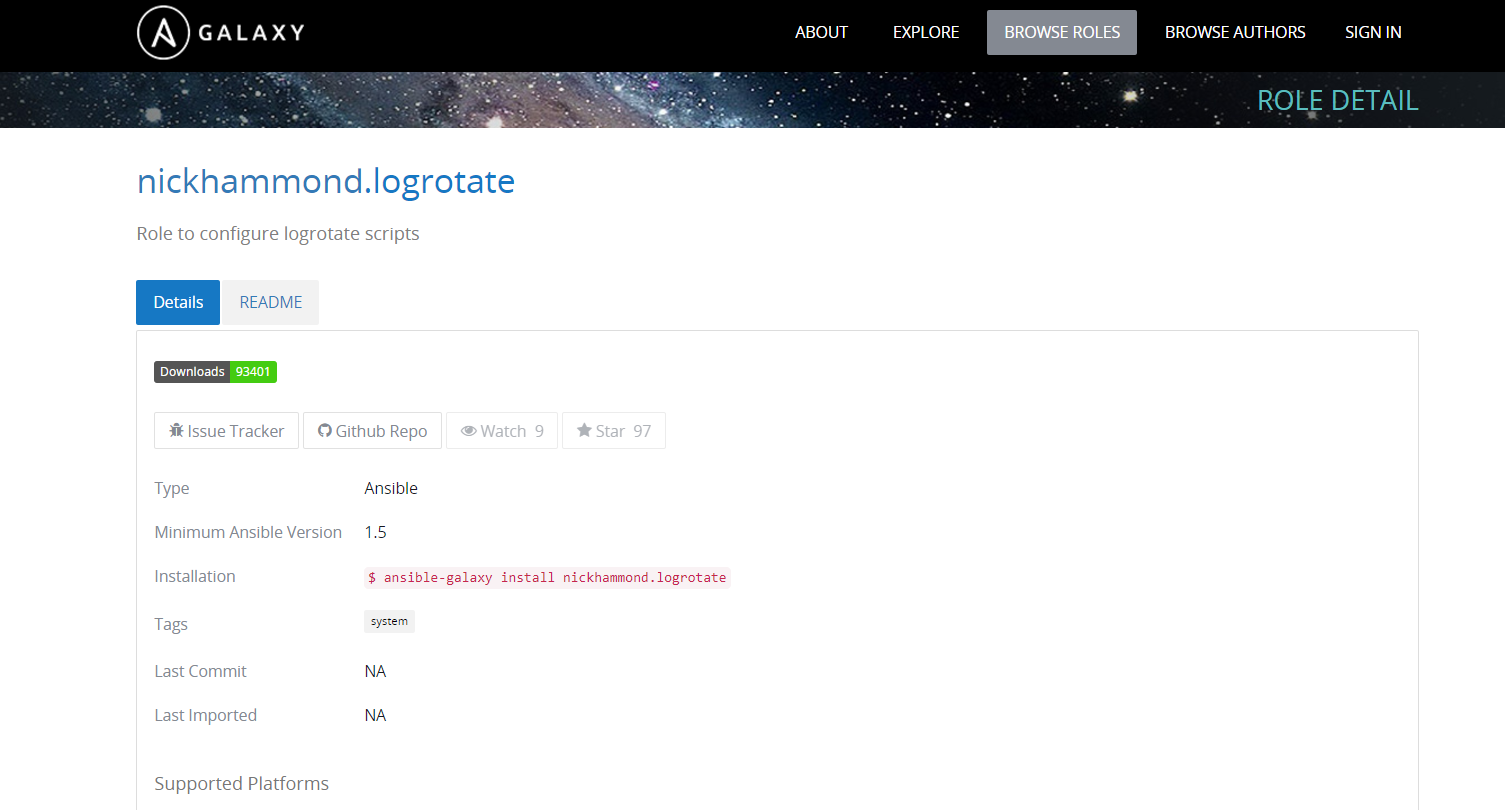 GALAXY
ABOUT EXPLORE BROWSE ROLES BROWSE AUTHORS SIGN IN
ROLE DETAIL
nickhammond.logrotate
Role to configure logrotate scripts
Details README
Downloads 93401
Issue Tracker Github Repo Watch 9 Star 97
Type Ansible
Minimum Ansible Version 1.5
Installation $ ansible-galaxy install nickhammond.logrotate
Tags system
Last Commit NA
Last Imported NA
Supported Platforms